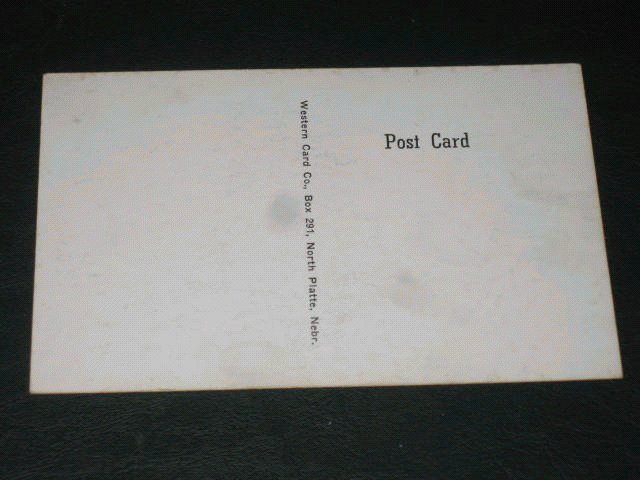 Post Card
Western Card Co., Box 291, North Platte, Nebr.